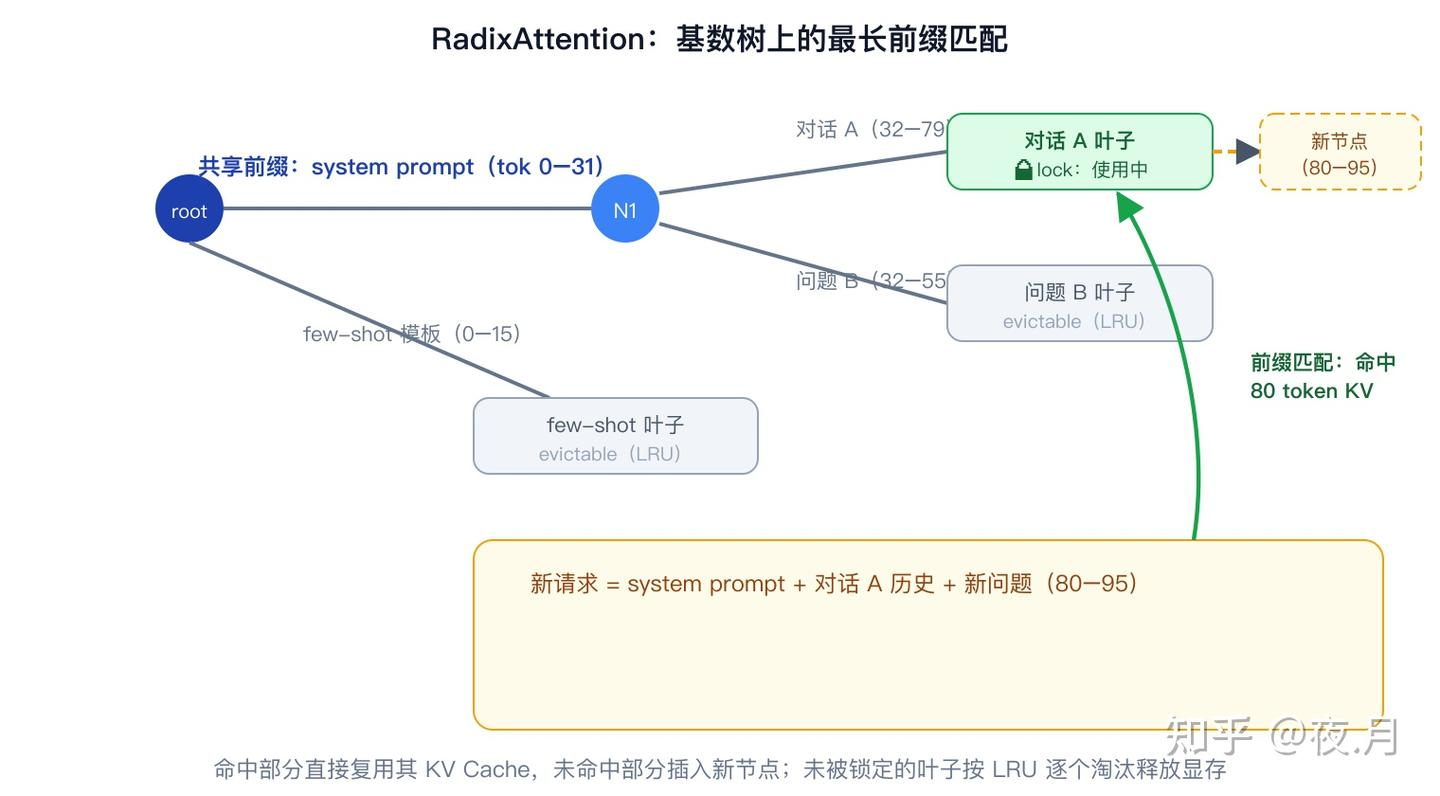 RadixAttention：基数树上的最长前缀匹配
对话 A（32—79
对话 A 叶子
lock：使用中
新节点
（80—95）
共享前缀：system prompt（tok 0—31）
root
N1
问题 B（32—55
问题 B 叶子
evictable（LRU）
few-shot 模板（0—15）
前缀匹配：命中
80 token KV
few-shot 叶子
evictable（LRU）
新请求 = system prompt + 对话 A 历史 + 新问题（80—95）
知乎 @夜.月
命中部分直接复用其 KV Cache，未命中部分插入新节点；未被锁定的叶子按 LRU 逐个淘汰释放显存